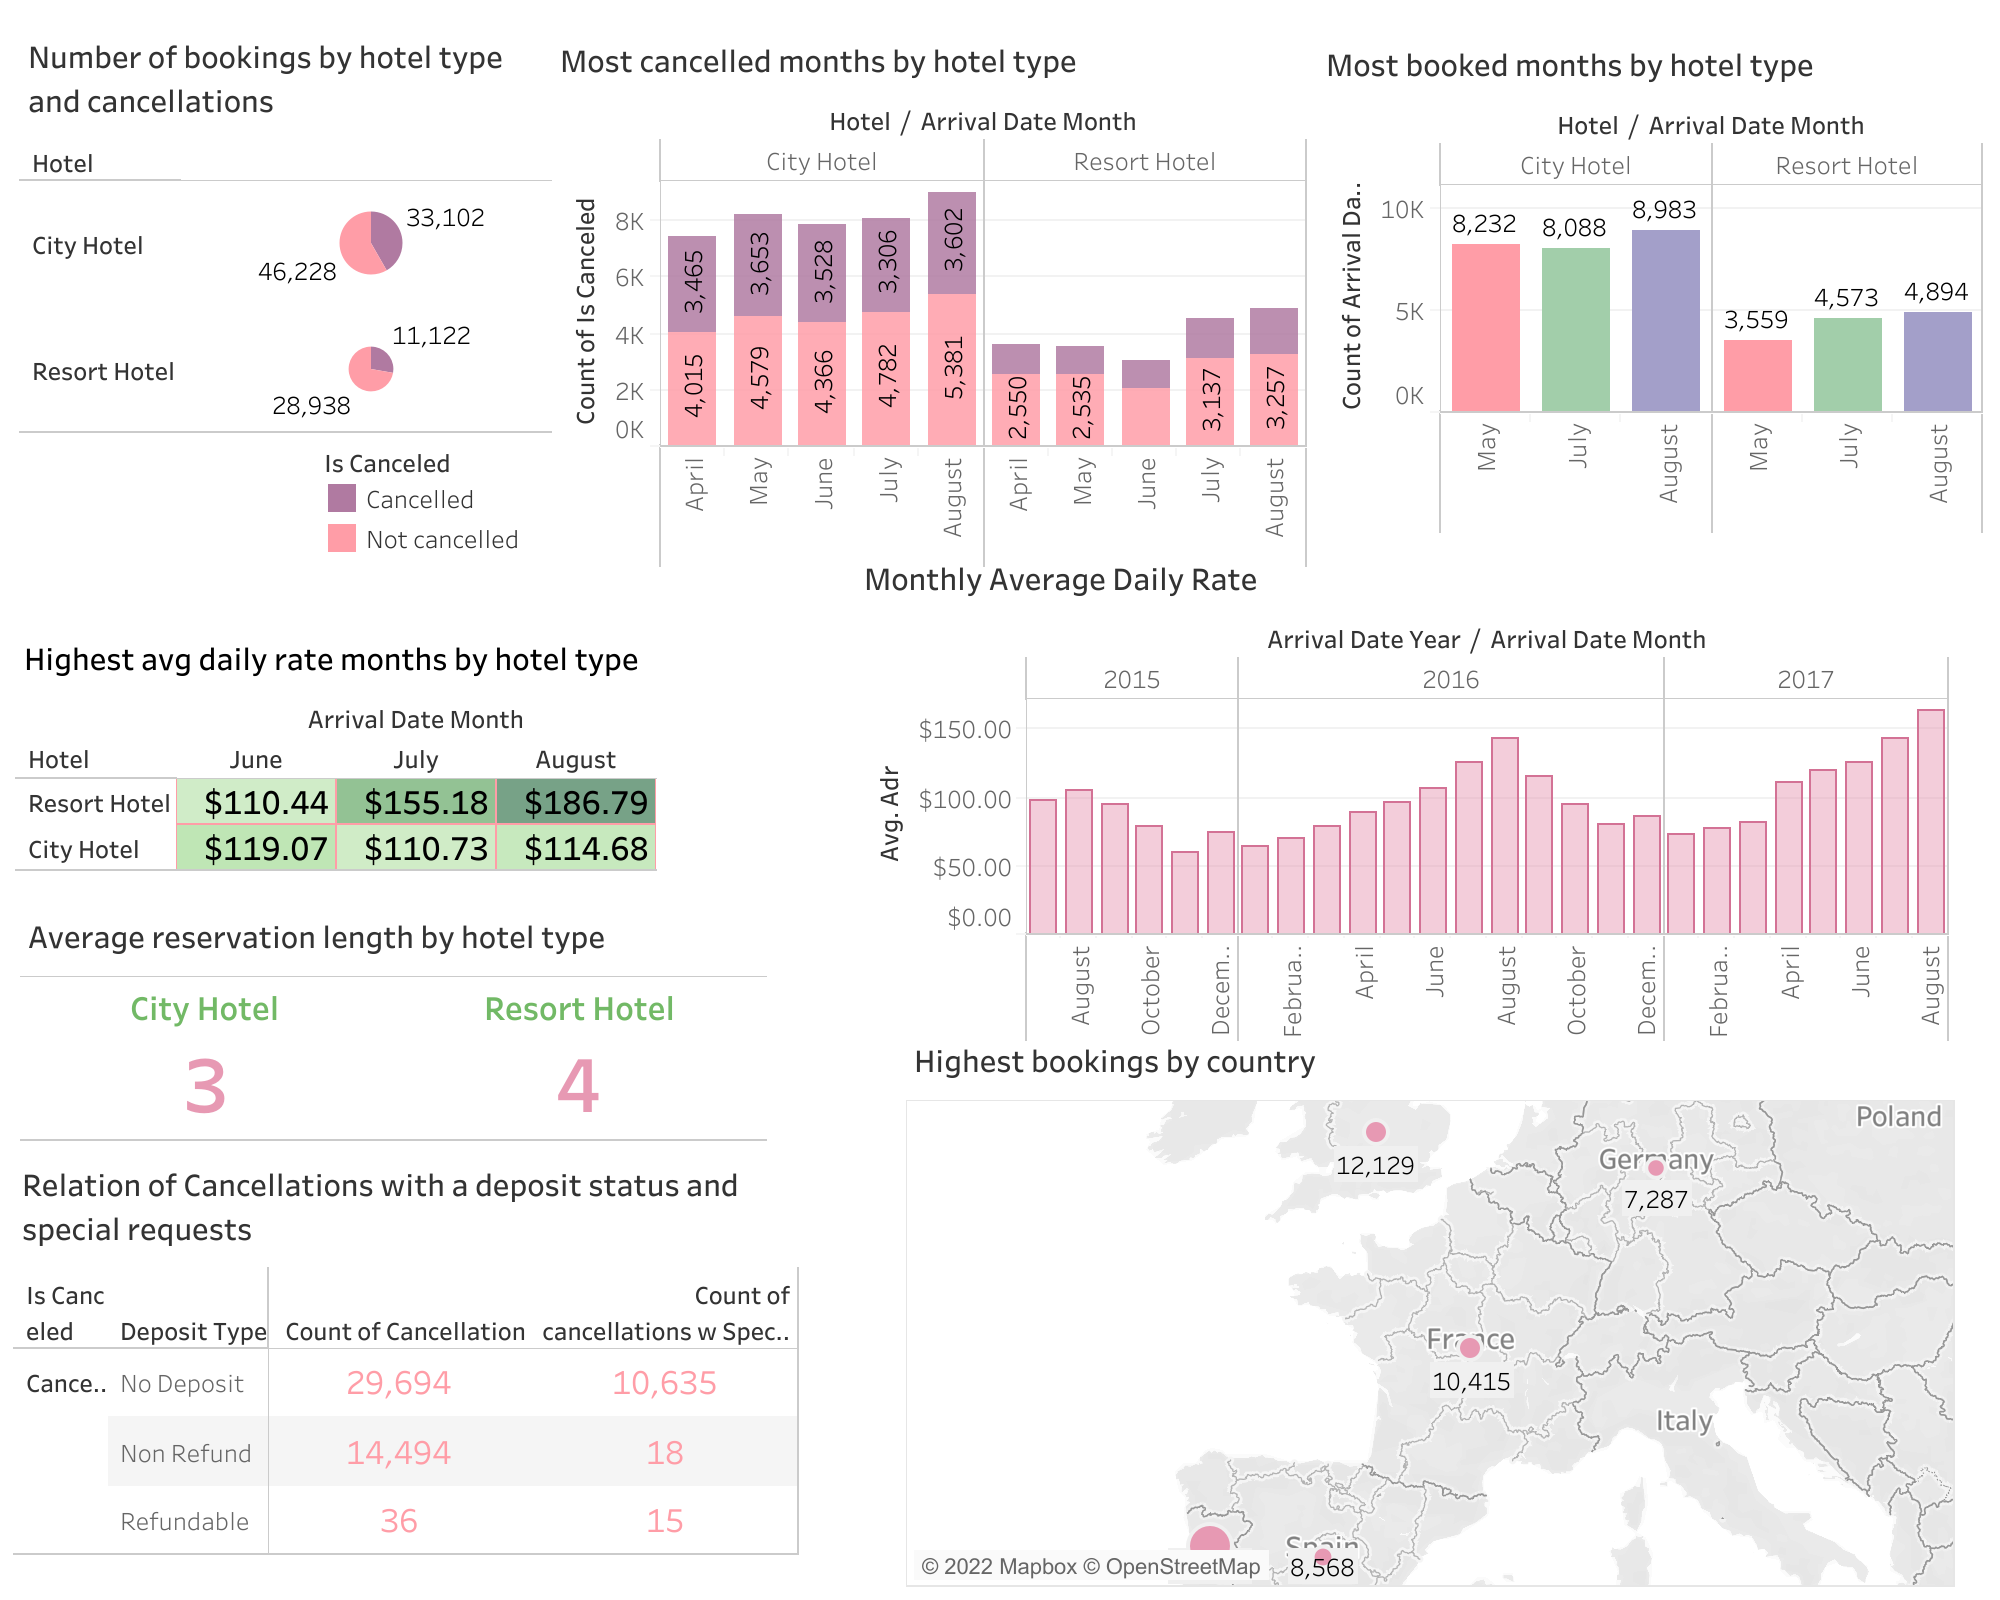 Number of bookings by hotel type
and cancellations
Hotel
City Hotel
33,102
46,228
Resort Hotel
11,122
28,938
Is Canceled
Cancelled
Not cancelled
Most cancelled months by hotel type
Hotel / Arrival Date Month
City Hotel
Resort Hotel
Count of Is Canceled
8K
6K
4K
2K
0K
3,465
3,653
3,528
3,306
3,602
4,015
4,579
4,366
4,782
5,381
2,550
2,535
3,137
3,257
April
May
June
July
August
April
May
June
July
August
Most booked months by hotel type
Hotel / Arrival Date Month
City Hotel
Resort Hotel
Count of Arrival Da..
10K
5K
0K
8,232
8,088
8,983
3,559
4,573
4,894
May
July
August
May
July
August
Highest avg daily rate months by hotel type
Arrival Date Month
Hotel June July August
Resort Hotel $110.44 $155.18 $186.79
City Hotel $119.07 $110.73 $114.68
Monthly Average Daily Rate
Arrival Date Year / Arrival Date Month
2015
2016
2017
Avg. Adr
$150.00
$100.00
$50.00
$0.00
August
October
Decem..
Februa..
April
June
August
October
Decem..
Februa..
April
June
August
Average reservation length by hotel type
City Hotel Resort Hotel
3 4
Relation of Cancellations with a deposit status and
special requests
Is Canc
eled
Deposit Type
Count of Cancellation
Count of
cancellations w Spec..
Cance.. No Deposit 29,694 10,635
Non Refund 14,494 18
Refundable 36 15
Highest bookings by country
Poland
12,129
Germany
7,287
France
10,415
Italy
Spain
8,568
© 2022 Mapbox © OpenStreetMap